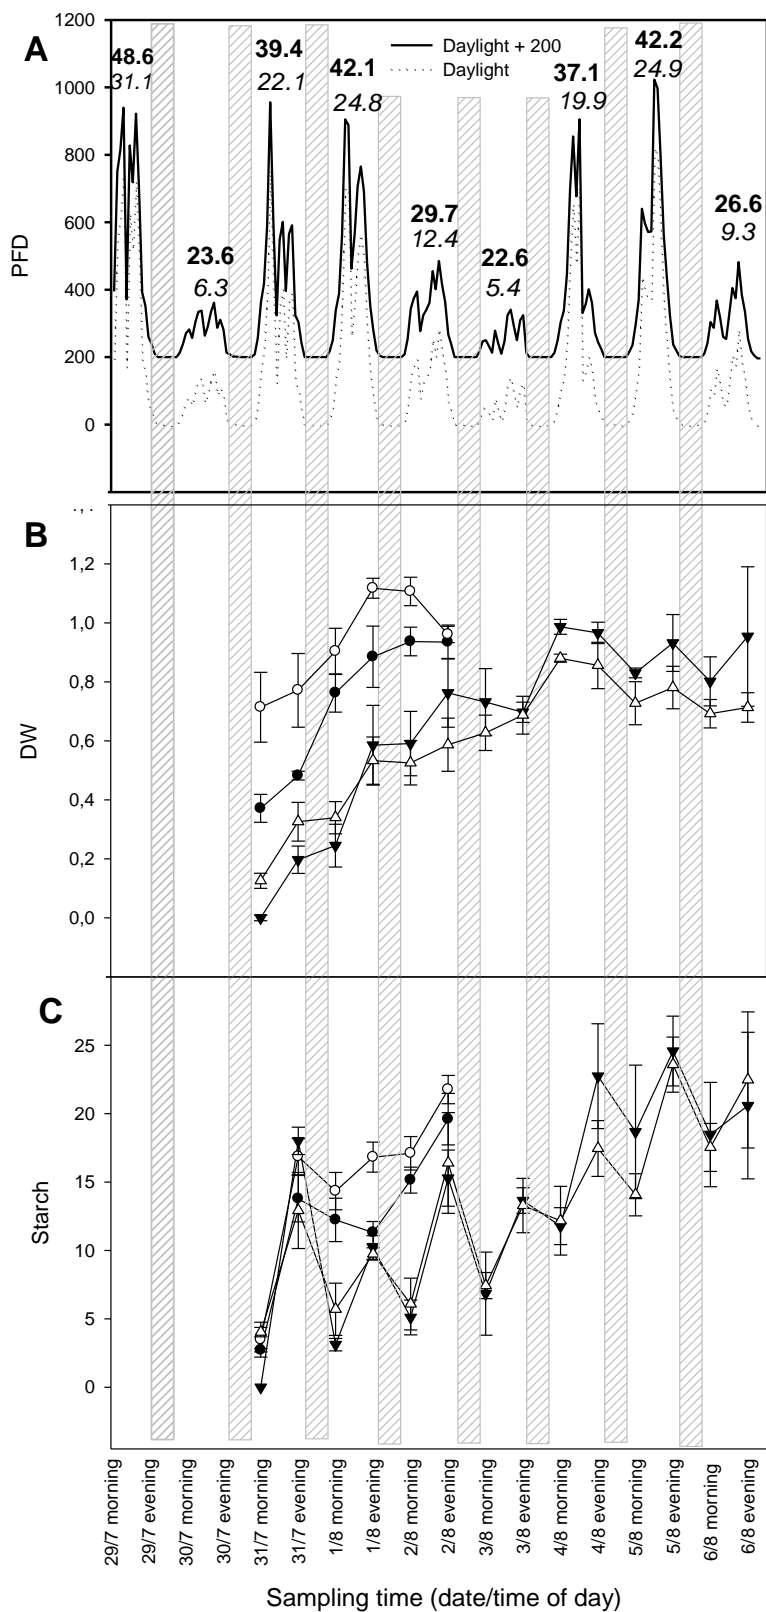 A
1200
1000
800
600
400
200
0
PFD
Daylight + 200
Daylight
48.6
31.1
23.6
6.3
39.4
22.1
42.1
24.8
29.7
12.4
22.6
5.4
37.1
19.9
42.2
24.9
26.6
9.3
B
1,2
1,0
0,8
0,6
0,4
0,2
0,0
DW
C
25
20
15
10
5
0
Starch
29/7 morning
29/7 evening
30/7 morning
30/7 evening
31/7 morning
31/7 evening
1/8 morning
1/8 evening
2/8 morning
2/8 evening
3/8 morning
3/8 evening
4/8 morning
4/8 evening
5/8 morning
5/8 evening
6/8 morning
6/8 evening
Sampling time (date/time of day)